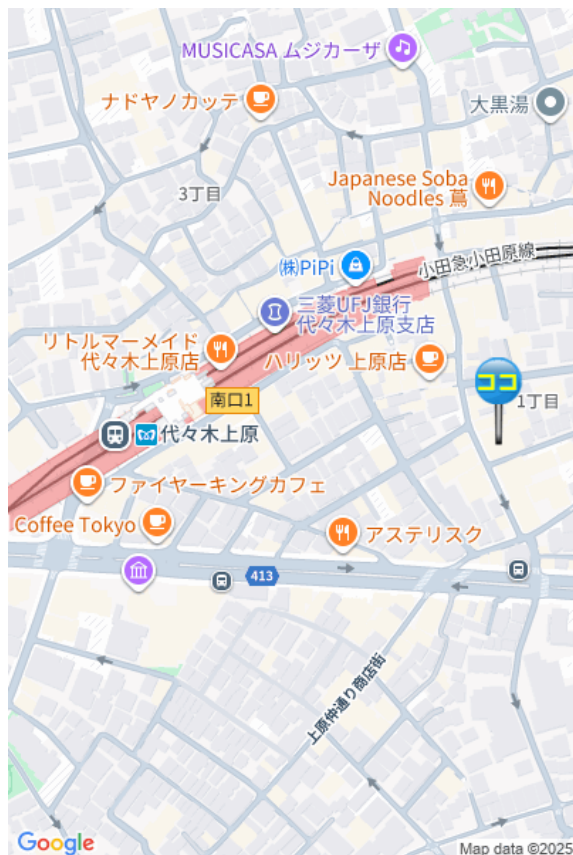 MUSICASA ムジカーザ
ナドヤノカッテ
大黒湯
Japanese Soba
Noodles 蔦
3丁目
小田急小田原線
㈱PiPi
三菱UFJ銀行
代々木上原支店
リトルマーメイド
代々木上原店
ハリッツ 上原店
ココ
1丁目
南口1
代々木上原
ファイヤーキングカフェ
Coffee Tokyo
アステリスク
413
上原仲通り商店街
Google
Map data ©2025